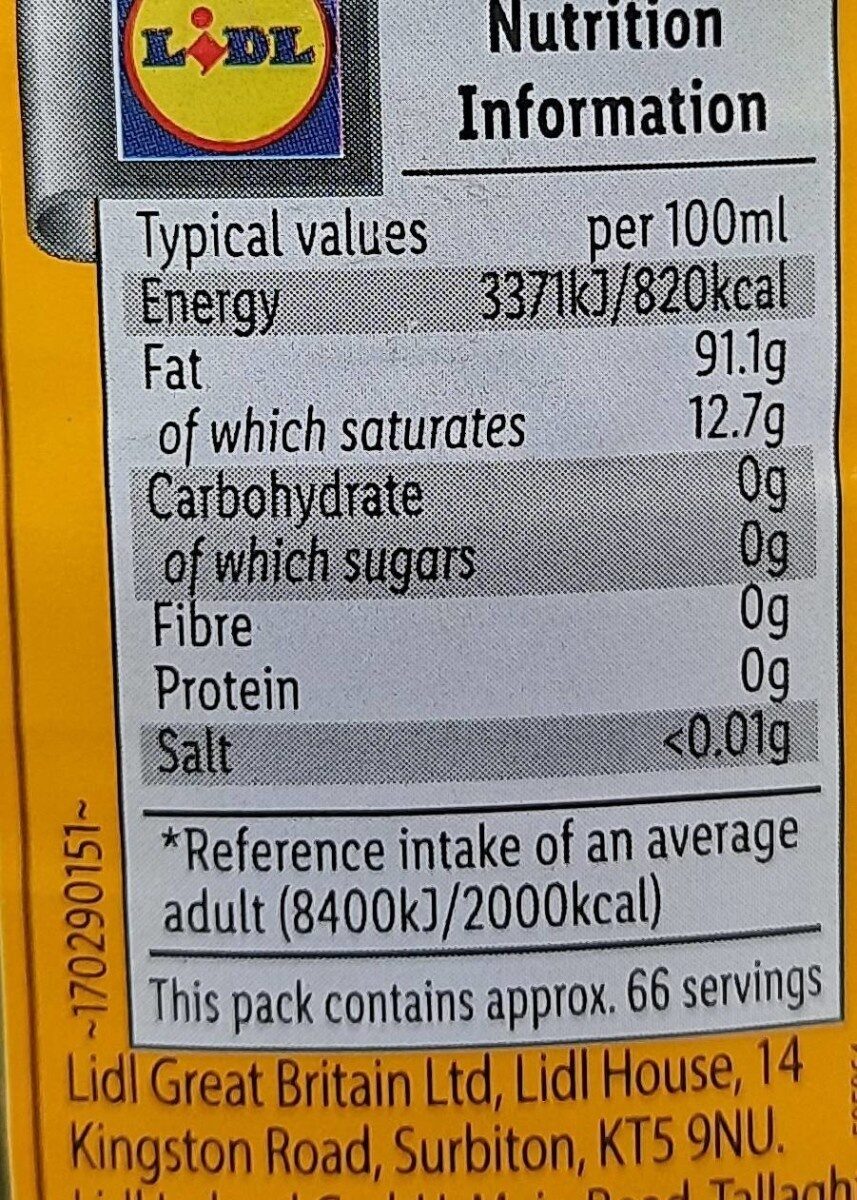 LIDL
Nutrition
Information
Typical values per 100ml
Energy 3371kJ/820kcal
Fat 91.1g
of which saturates 12.7g
Carbohydrate 0g
of which sugars 0g
Fibre 0g
Protein 0g
Salt <0.01g
*Reference intake of an average
adult (8400kJ/2000kcal)
This pack contains approx. 66 servings
~170290151~
Lidl Great Britain Ltd, Lidl House, 14
Kingston Road, Surbiton, KT5 9NU.